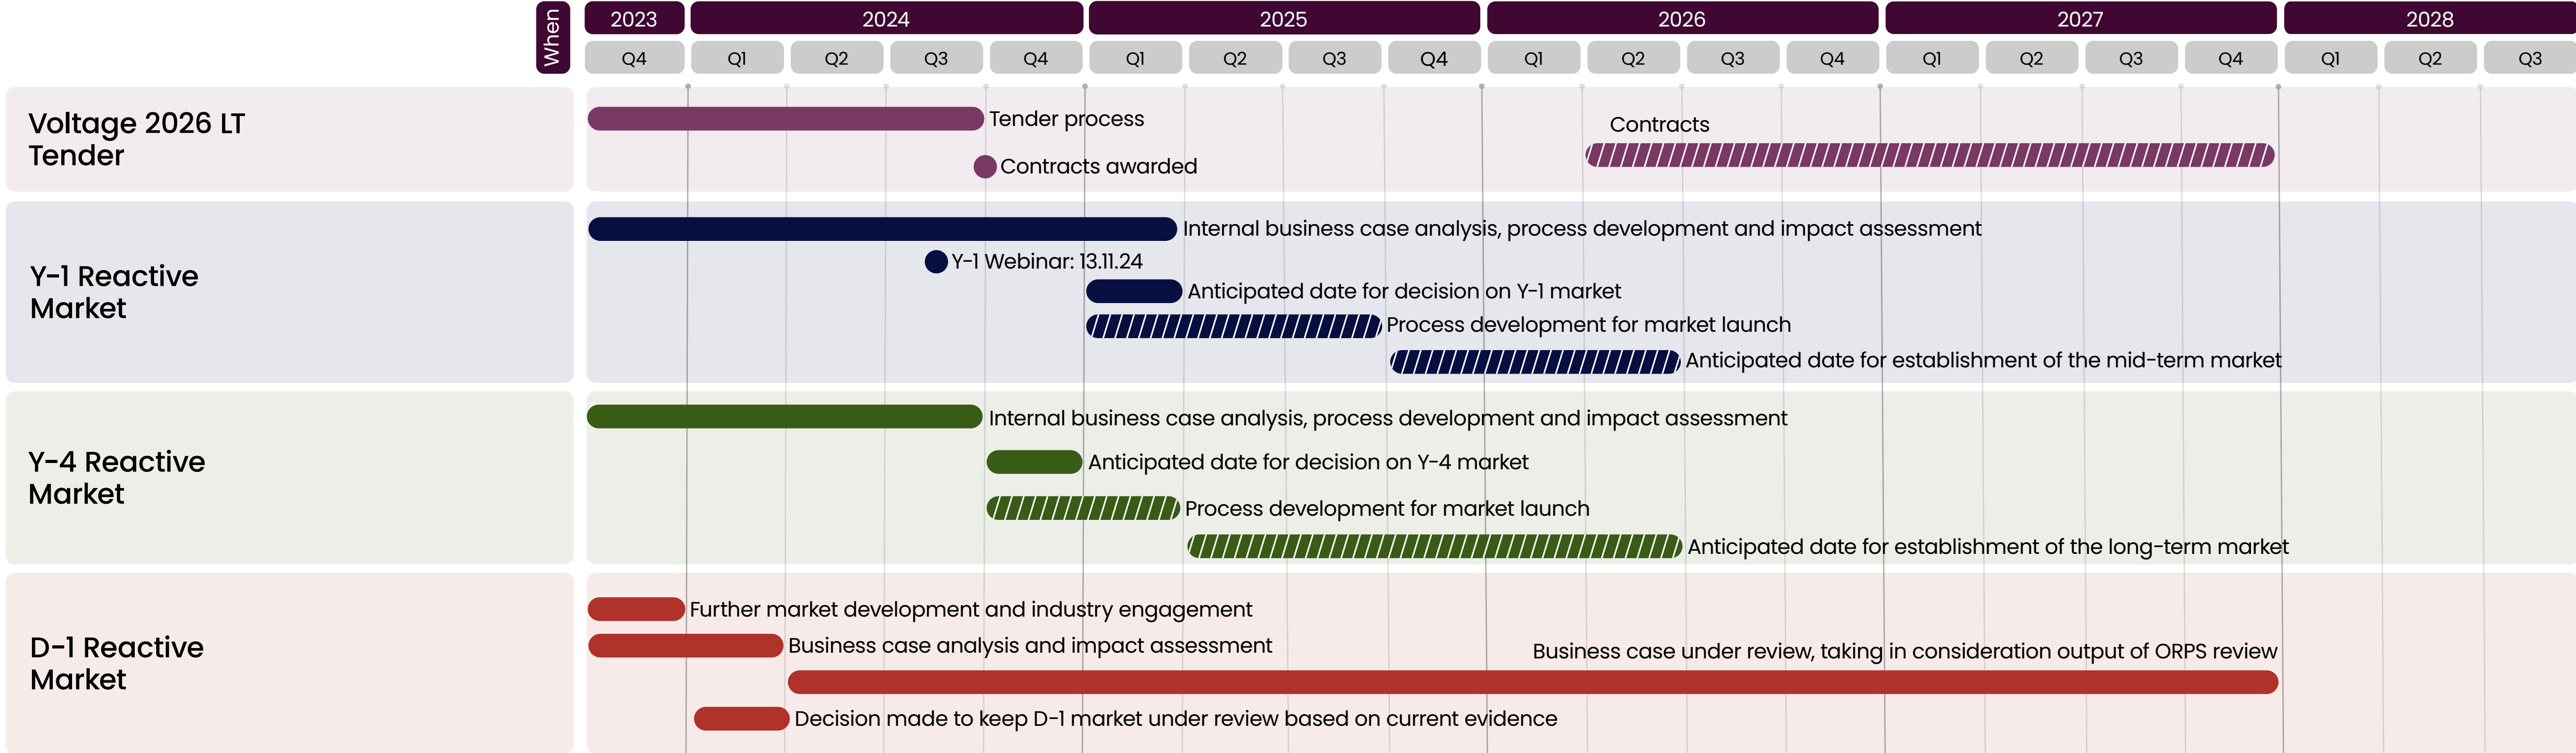 When
2023 2024 2025 2026 2027 2028
Q4 Q1 Q2 Q3 Q4 Q1 Q2 Q3 Q4 Q1 Q2 Q3 Q4 Q1 Q2 Q3 Q4 Q1 Q2 Q3
Voltage 2026 LT
Tender
Tender process
Contracts
Contracts awarded
Y-1 Reactive
Market
Internal business case analysis, process development and impact assessment
Y-1 Webinar: 13.11.24
Anticipated date for decision on Y-1 market
Process development for market launch
Anticipated date for establishment of the mid-term market
Y-4 Reactive
Market
Internal business case analysis, process development and impact assessment
Anticipated date for decision on Y-4 market
Process development for market launch
Anticipated date for establishment of the long-term market
D-1 Reactive
Market
Further market development and industry engagement
Business case analysis and impact assessment
Business case under review, taking in consideration output of ORPS review
Decision made to keep D-1 market under review based on current evidence